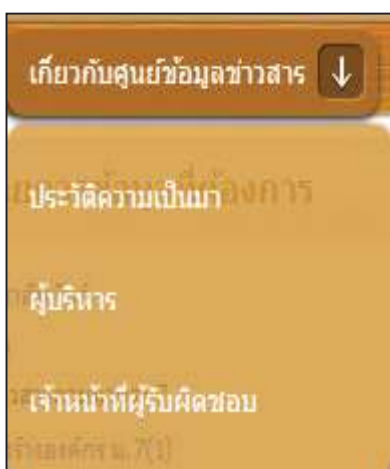 เกี่ยวกับศูนย์ข้อมูลข่าวสาร
ประวัติความเป็นมา
ผู้บริหาร
เจ้าหน้าที่ผู้รับผิดชอบ